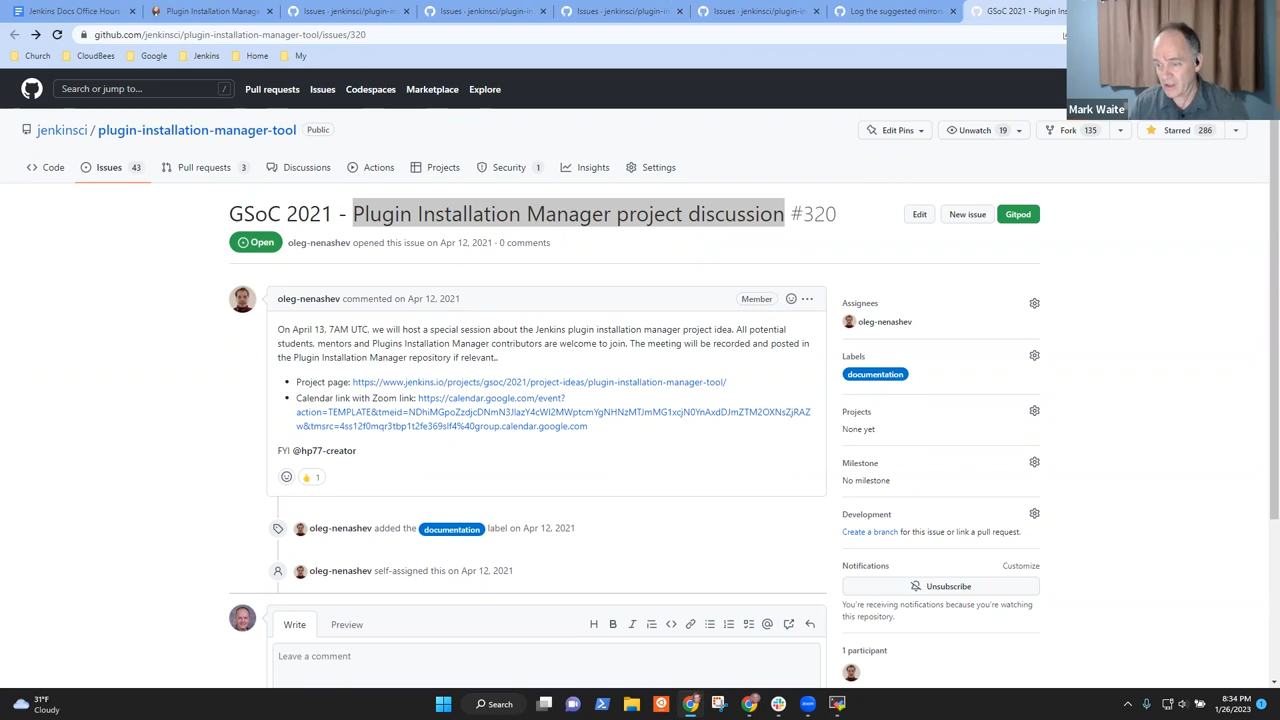 Jenkins Docs Office Hours
Plugin Installation Mana
Issues · jenkinsci/plugin-in
Issues · jenkinsci/plugin-in
Issues · jenkinsci/plugin-in
Issues · jenkinsci/plugin-in
Log the suggested mirror
GSoC 2021 - Plugin Ins
github.com/jenkinsci/plugin-installation-manager-tool/issues/320
Church
CloudBees
Google
Jenkins
Home
My
Mark Waite
Search or jump to...
/
Pull requests
Issues
Codespaces
Marketplace
Explore
jenkinsci / plugin-installation-manager-tool
Public
Edit Pins
Unwatch 19
Fork 135
Starred 286
Code
Issues 43
Pull requests 3
Discussions
Actions
Projects
Security 1
Insights
Settings
GSoC 2021 - Plugin Installation Manager project discussion #320
Edit
New issue
Gitpod
Open
oleg-nenashev opened this issue on Apr 12, 2021 · 0 comments
oleg-nenashev commented on Apr 12, 2021
Member
On April 13, 7AM UTC, we will host a special session about the Jenkins plugin installation manager project idea. All potential
students, mentors and Plugins Installation Manager contributors are welcome to join. The meeting will be recorded and posted in
the Plugin Installation Manager repository if relevant..
Project page: https://www.jenkins.io/projects/gsoc/2021/project-ideas/plugin-installation-manager-tool/
Calendar link with Zoom link: https://calendar.google.com/event?
action=TEMPLATE&tmeid=NDhiMGpoZzdjcDNmN3JlazY4cWI2MWptcmYgNHNzMTJmMG1xcjN0YnAxdDJmZTM2OXNsZjRAZ
w&tmsrc=4ss12f0mqr3tbp1t2fe369slf4%40group.calendar.google.com
FYI @hp77-creator
1
oleg-nenashev added the documentation label on Apr 12, 2021
oleg-nenashev self-assigned this on Apr 12, 2021
Write
Preview
Leave a comment
Assignees
oleg-nenashev
Labels
documentation
Projects
None yet
Milestone
No milestone
Development
Create a branch for this issue or link a pull request.
Notifications
Customize
Unsubscribe
You're receiving notifications because you're watching
this repository.
1 participant
31°F
Cloudy
Search
8:34 PM
1/26/2023
1